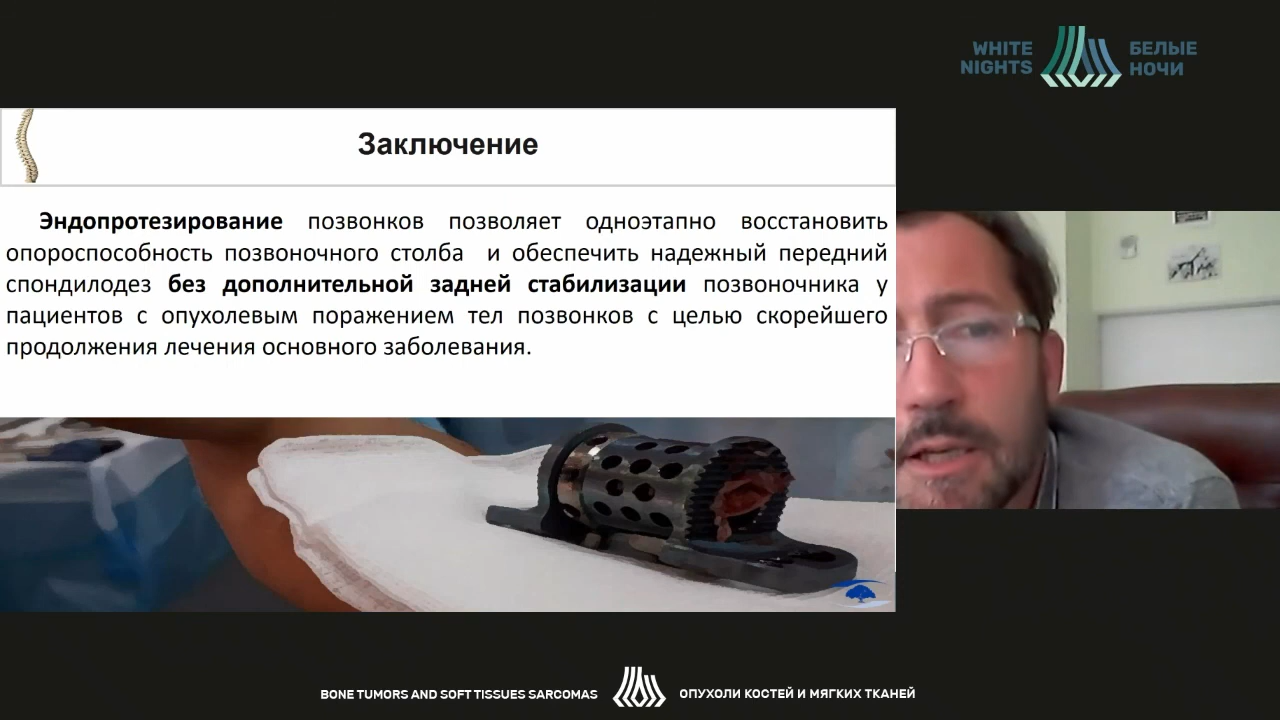 WHITE
NIGHTS
БЕЛЫЕ
НОЧИ
Заключение
Эндопротезирование позвонков позволяет одноэтапно восстановить
опороспособность позвоночного столба и обеспечить надежный передний
спондилодез без дополнительной задней стабилизации позвоночника у
пациентов с опухолевым поражением тел позвонков с целью скорейшего
продолжения лечения основного заболевания.
BONE TUMORS AND SOFT TISSUES SARCOMAS
ОПУХОЛИ КОСТЕЙ И МЯГКИХ ТКАНЕЙ